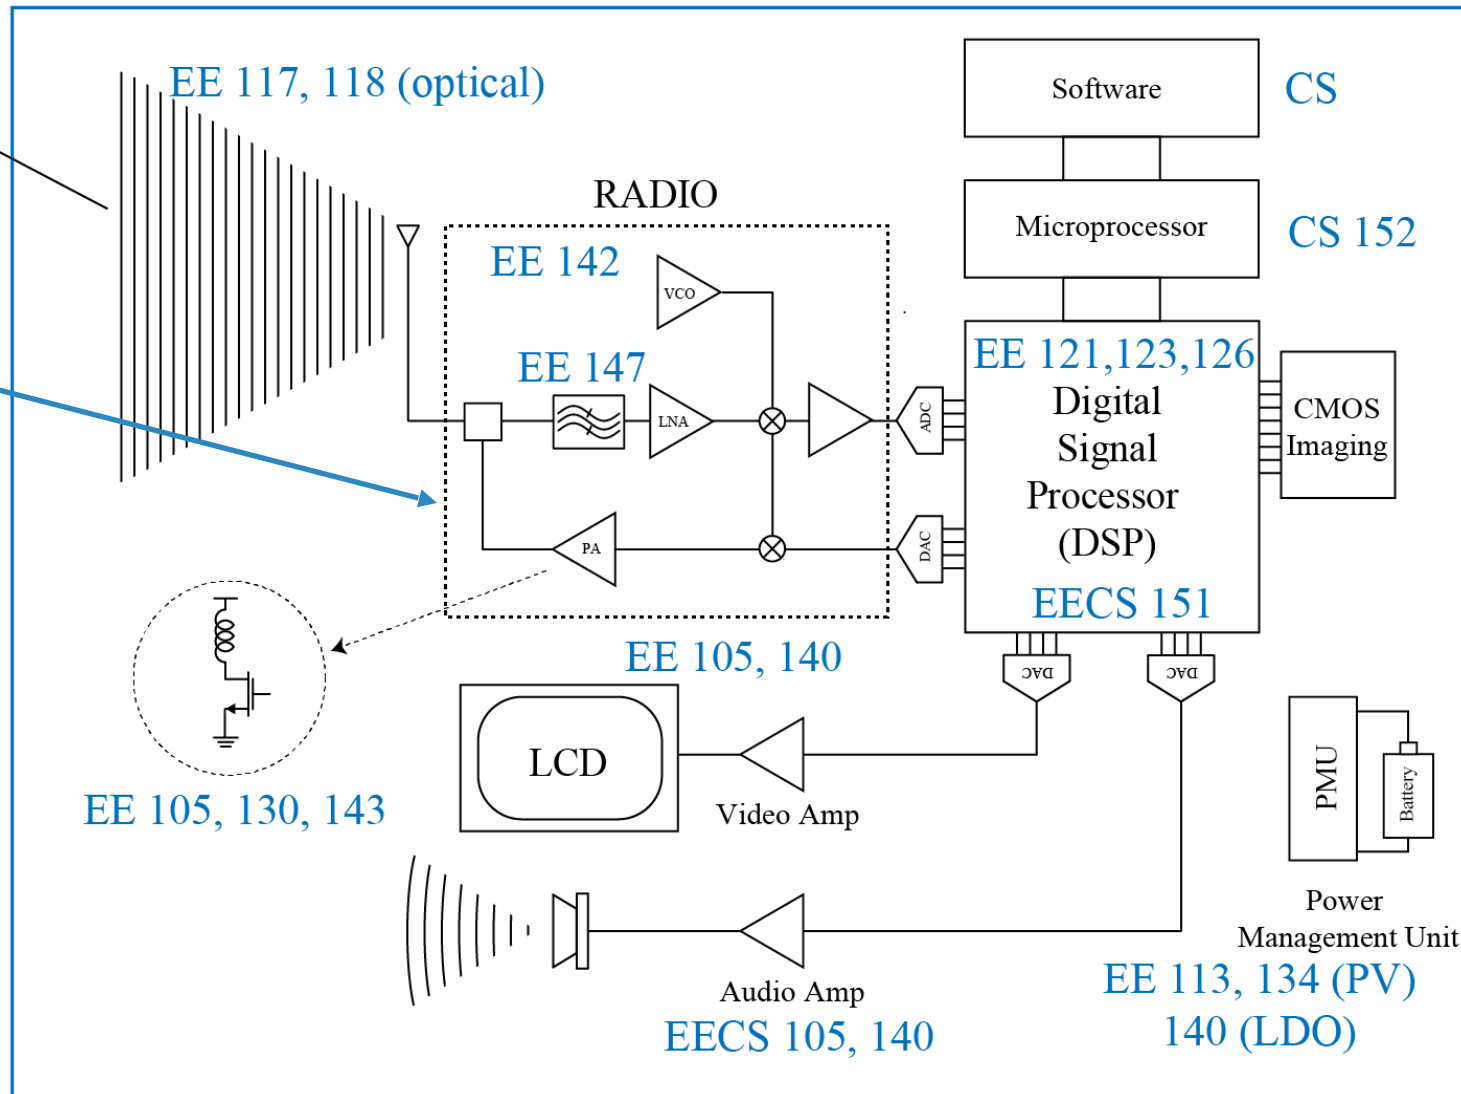 EE 117, 118 (optical)
Software
CS
RADIO
Microprocessor
CS 152
EE 142
VCO
EE 147
LNA
ADC
EE 121,123,126
Digital
Signal
Processor
(DSP)
EECS 151
CMOS
Imaging
PA
DAC
EE 105, 140
DAC
DAC
LCD
Video Amp
EE 105, 130, 143
PMU
Battery
Power
Management Unit
EE 113, 134 (PV)
140 (LDO)
Audio Amp
EECS 105, 140